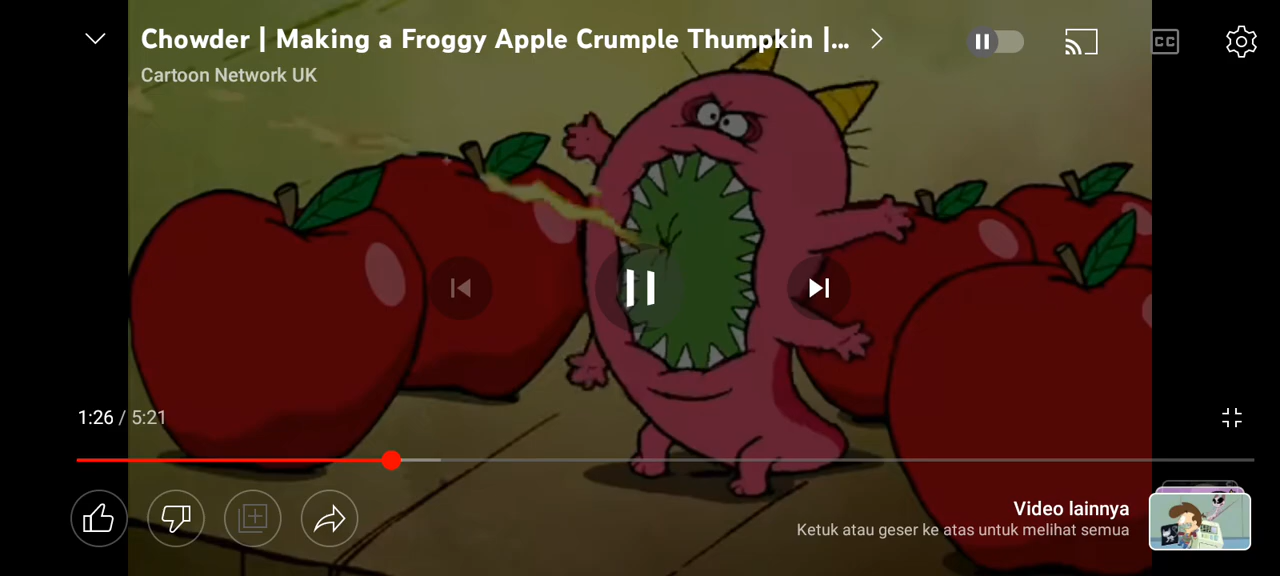 Chowder | Making a Froggy Apple Crumple Thumpkin |...
Cartoon Network UK
CC
1:26 / 5:21
Video lainnya
Ketuk atau geser ke atas untuk melihat semua